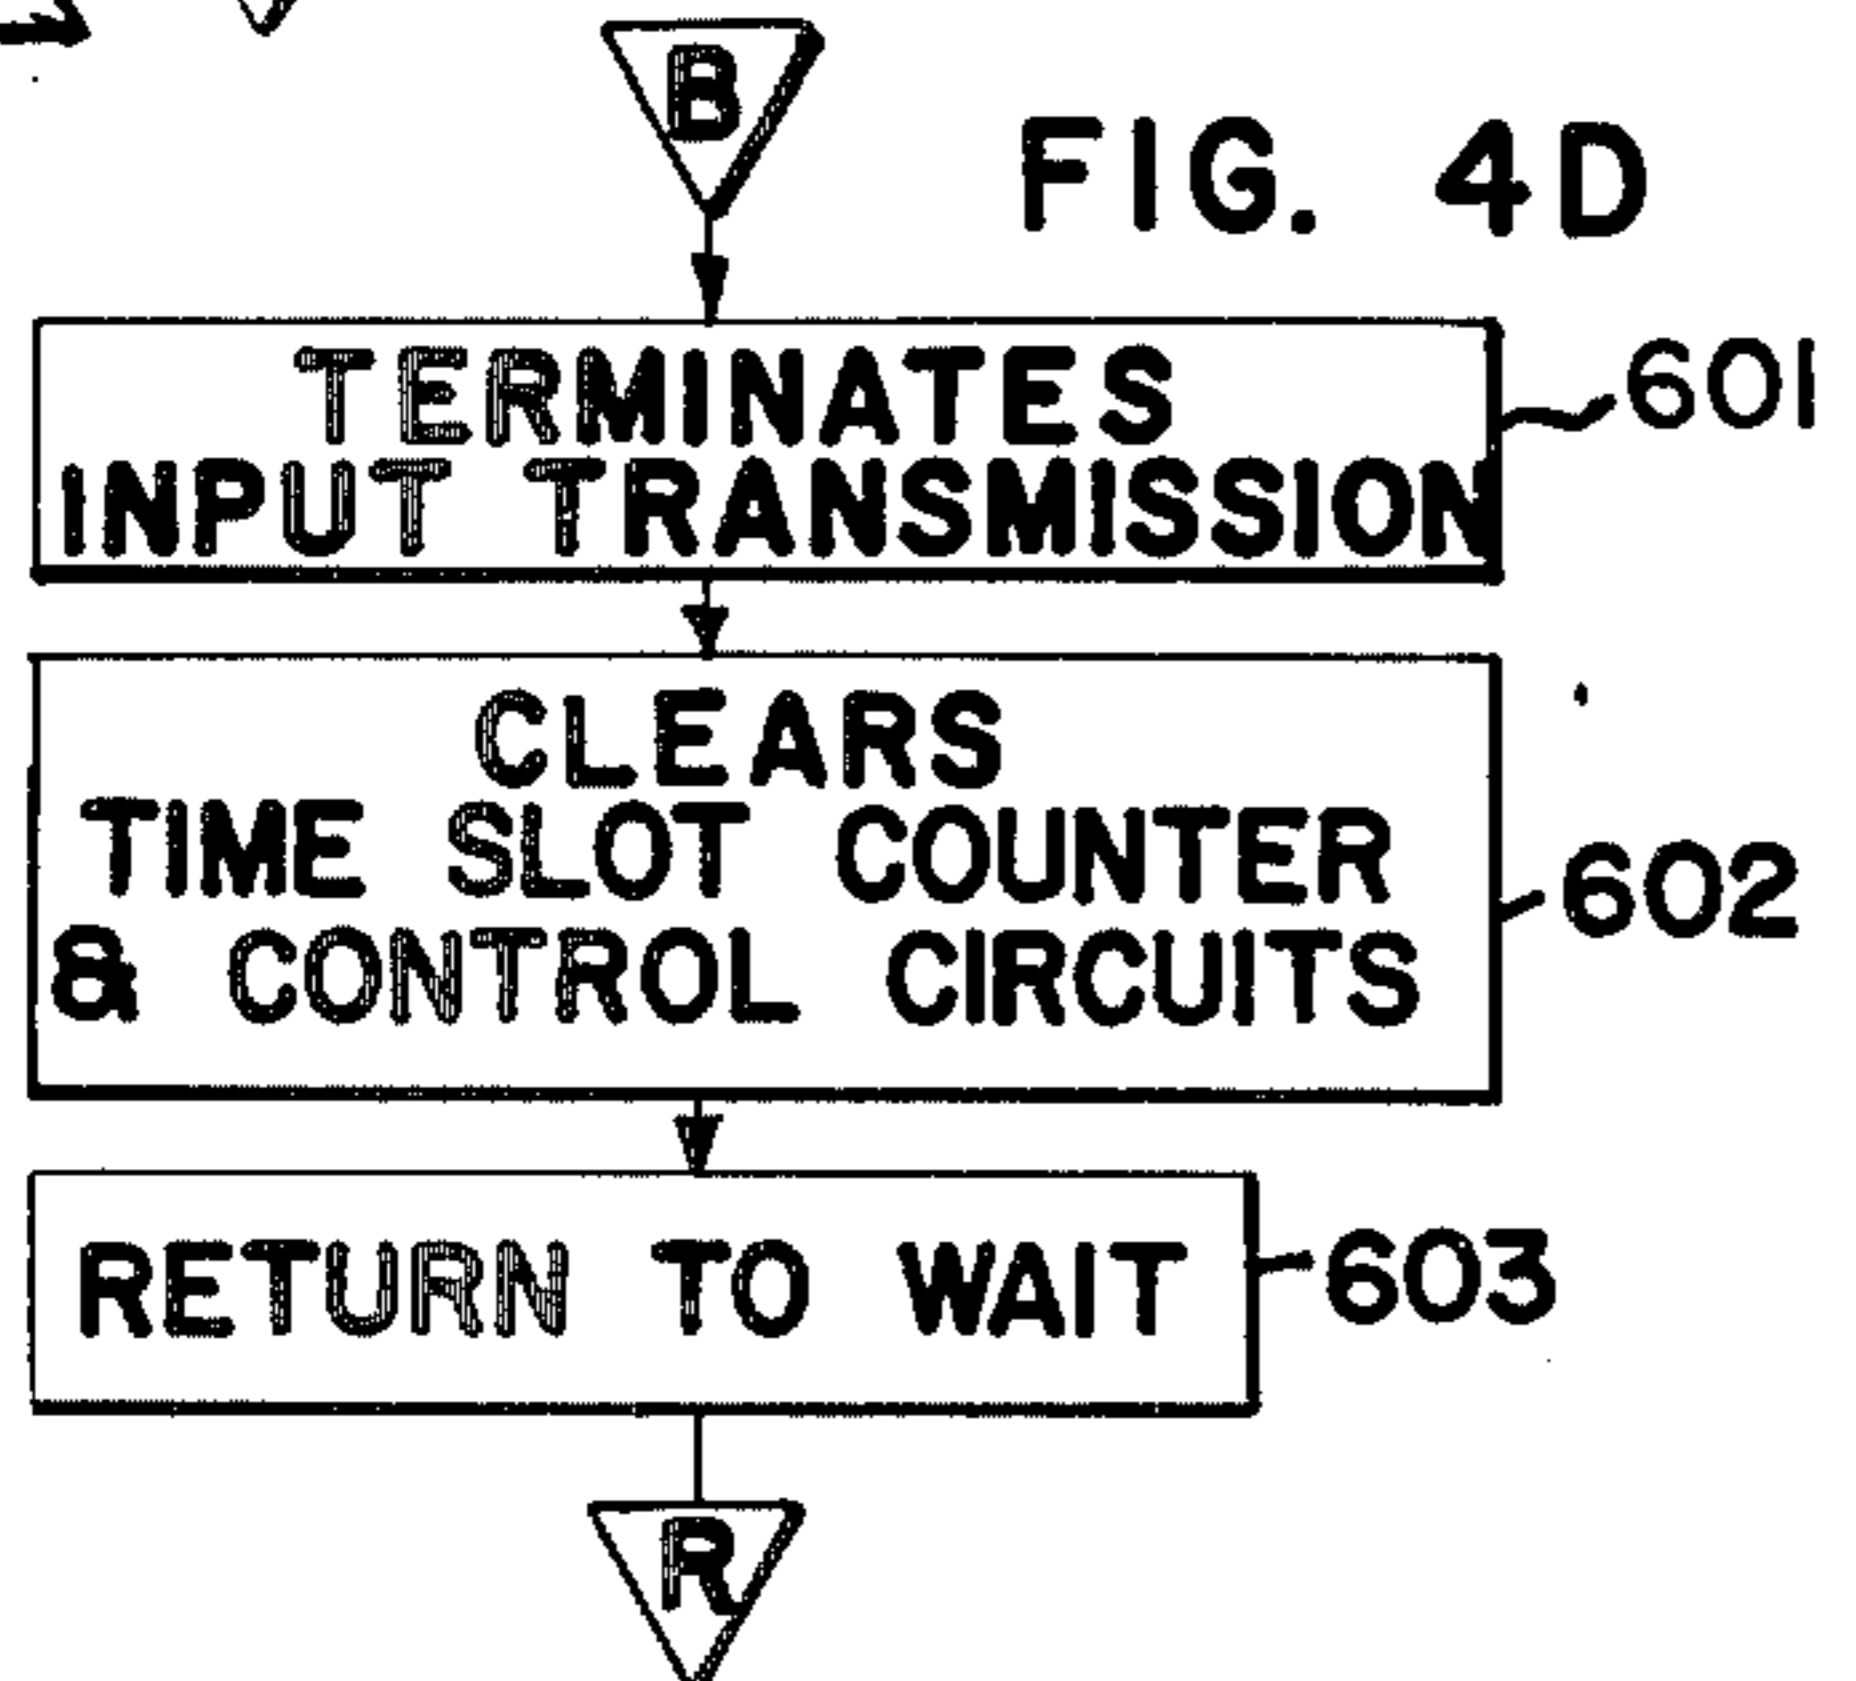 B
FIG. 4D
TERMINATES
INPUT TRANSMISSION
601
CLEARS
TIME SLOT COUNTER
& CONTROL CIRCUITS
602
RETURN TO WAIT
603
R